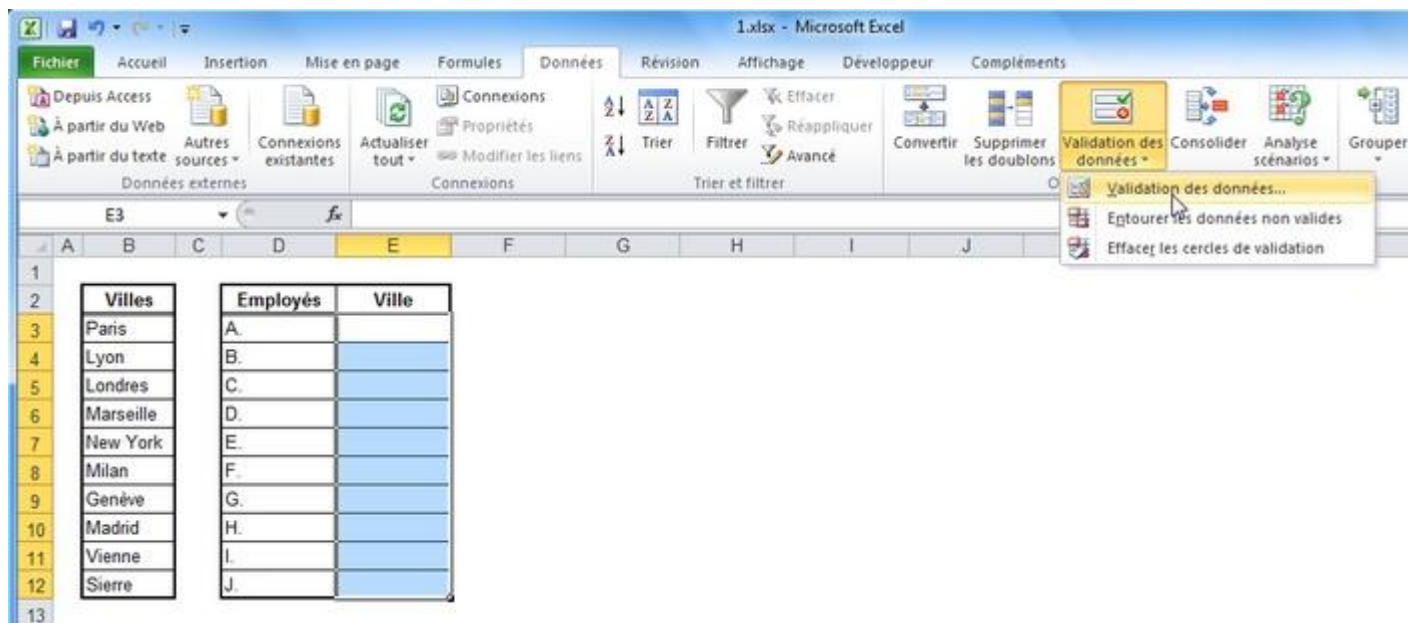 1.xlsx - Microsoft Excel
Fichier Accueil Insertion Mise en page Formules Données Révision Affichage Développeur Compléments
Depuis Access
À partir du Web
À partir du texte
Autres sources
Connexions existantes
Données externes
Actualiser tout
Connexions
Propriétés
Modifier les liens
Connexions
Trier
Filtrer
Effacer
Réappliquer
Avancé
Trier et filtrer
Convertir
Supprimer les doublons
Validation des données
Consolider
Analyse scénarios
Grouper
O
Validation des données...
Entourer les données non valides
Effacer les cercles de validation
E3 fx
A B C D E F G H I J
1
2 Villes Employés Ville
3 Paris A.
4 Lyon B.
5 Londres C.
6 Marseille D.
7 New York E.
8 Milan F.
9 Genève G.
10 Madrid H.
11 Vienne I.
12 Sierre J.
13